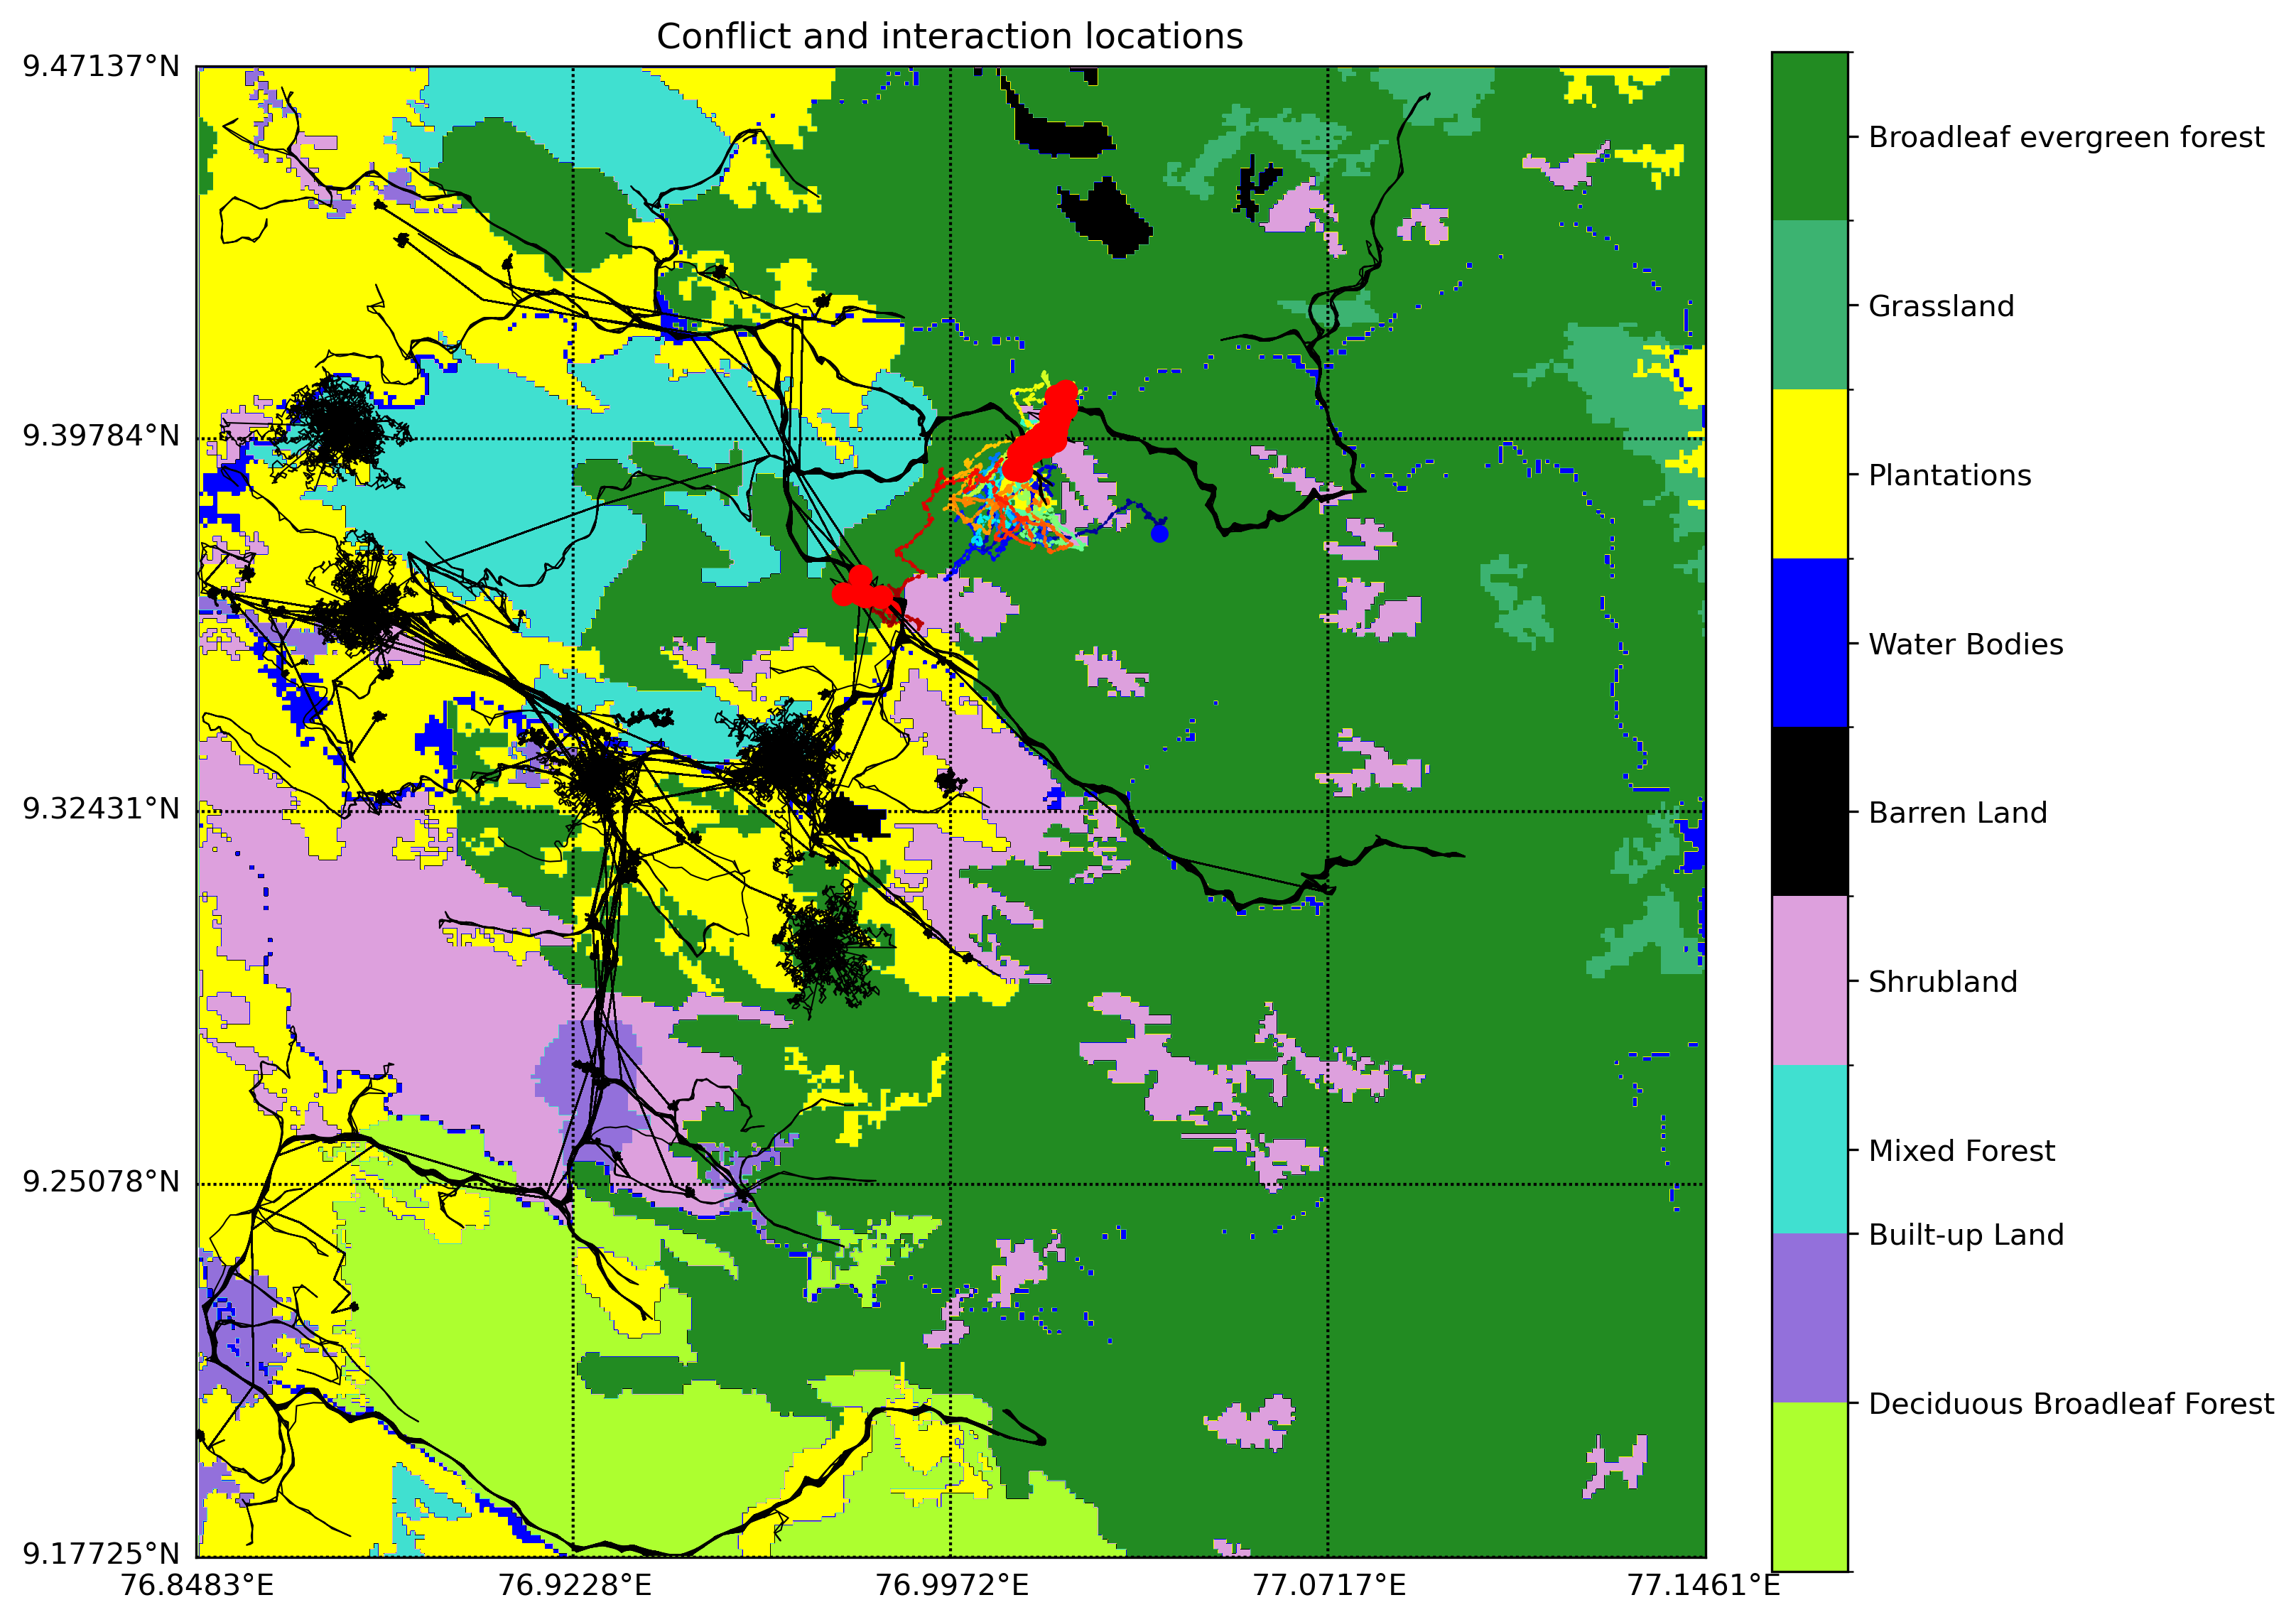 Conflict and interaction locations
9.47137°N
9.39784°N
9.32431°N
9.25078°N
9.17725°N
76.8483°E
76.9228°E
76.9972°E
77.0717°E
77.1461°E
Broadleaf evergreen forest
Grassland
Plantations
Water Bodies
Barren Land
Shrubland
Mixed Forest
Built-up Land
Deciduous Broadleaf Forest